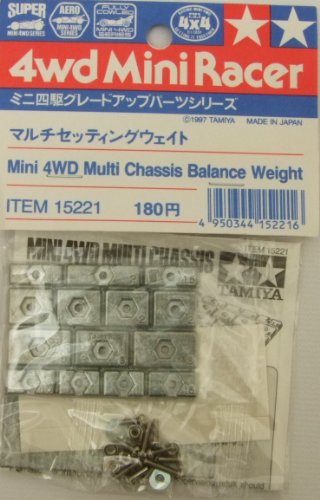 SUPER
MINI 4WD SERIES
AERO
MINI 4WD SERIES
FULLY COWLED
MINI 4WD SERIES
4X4
4wd Mini Racer
ミニ四駆グレードアップパーツシリーズ
©1997 TAMIYA MADE IN JAPAN
マルチセッティングウェイト
Mini 4WD Multi Chassis Balance Weight
ITEM 15221 180円
4 950344 152216
MINI 4WD MULTI CHASSIS
ITEM 15221
TAMIYA